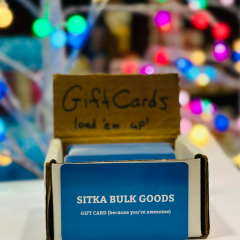 Gift Cards
load 'em up!
SITKA BULK GOODS
GIFT CARD (because you're awesome)